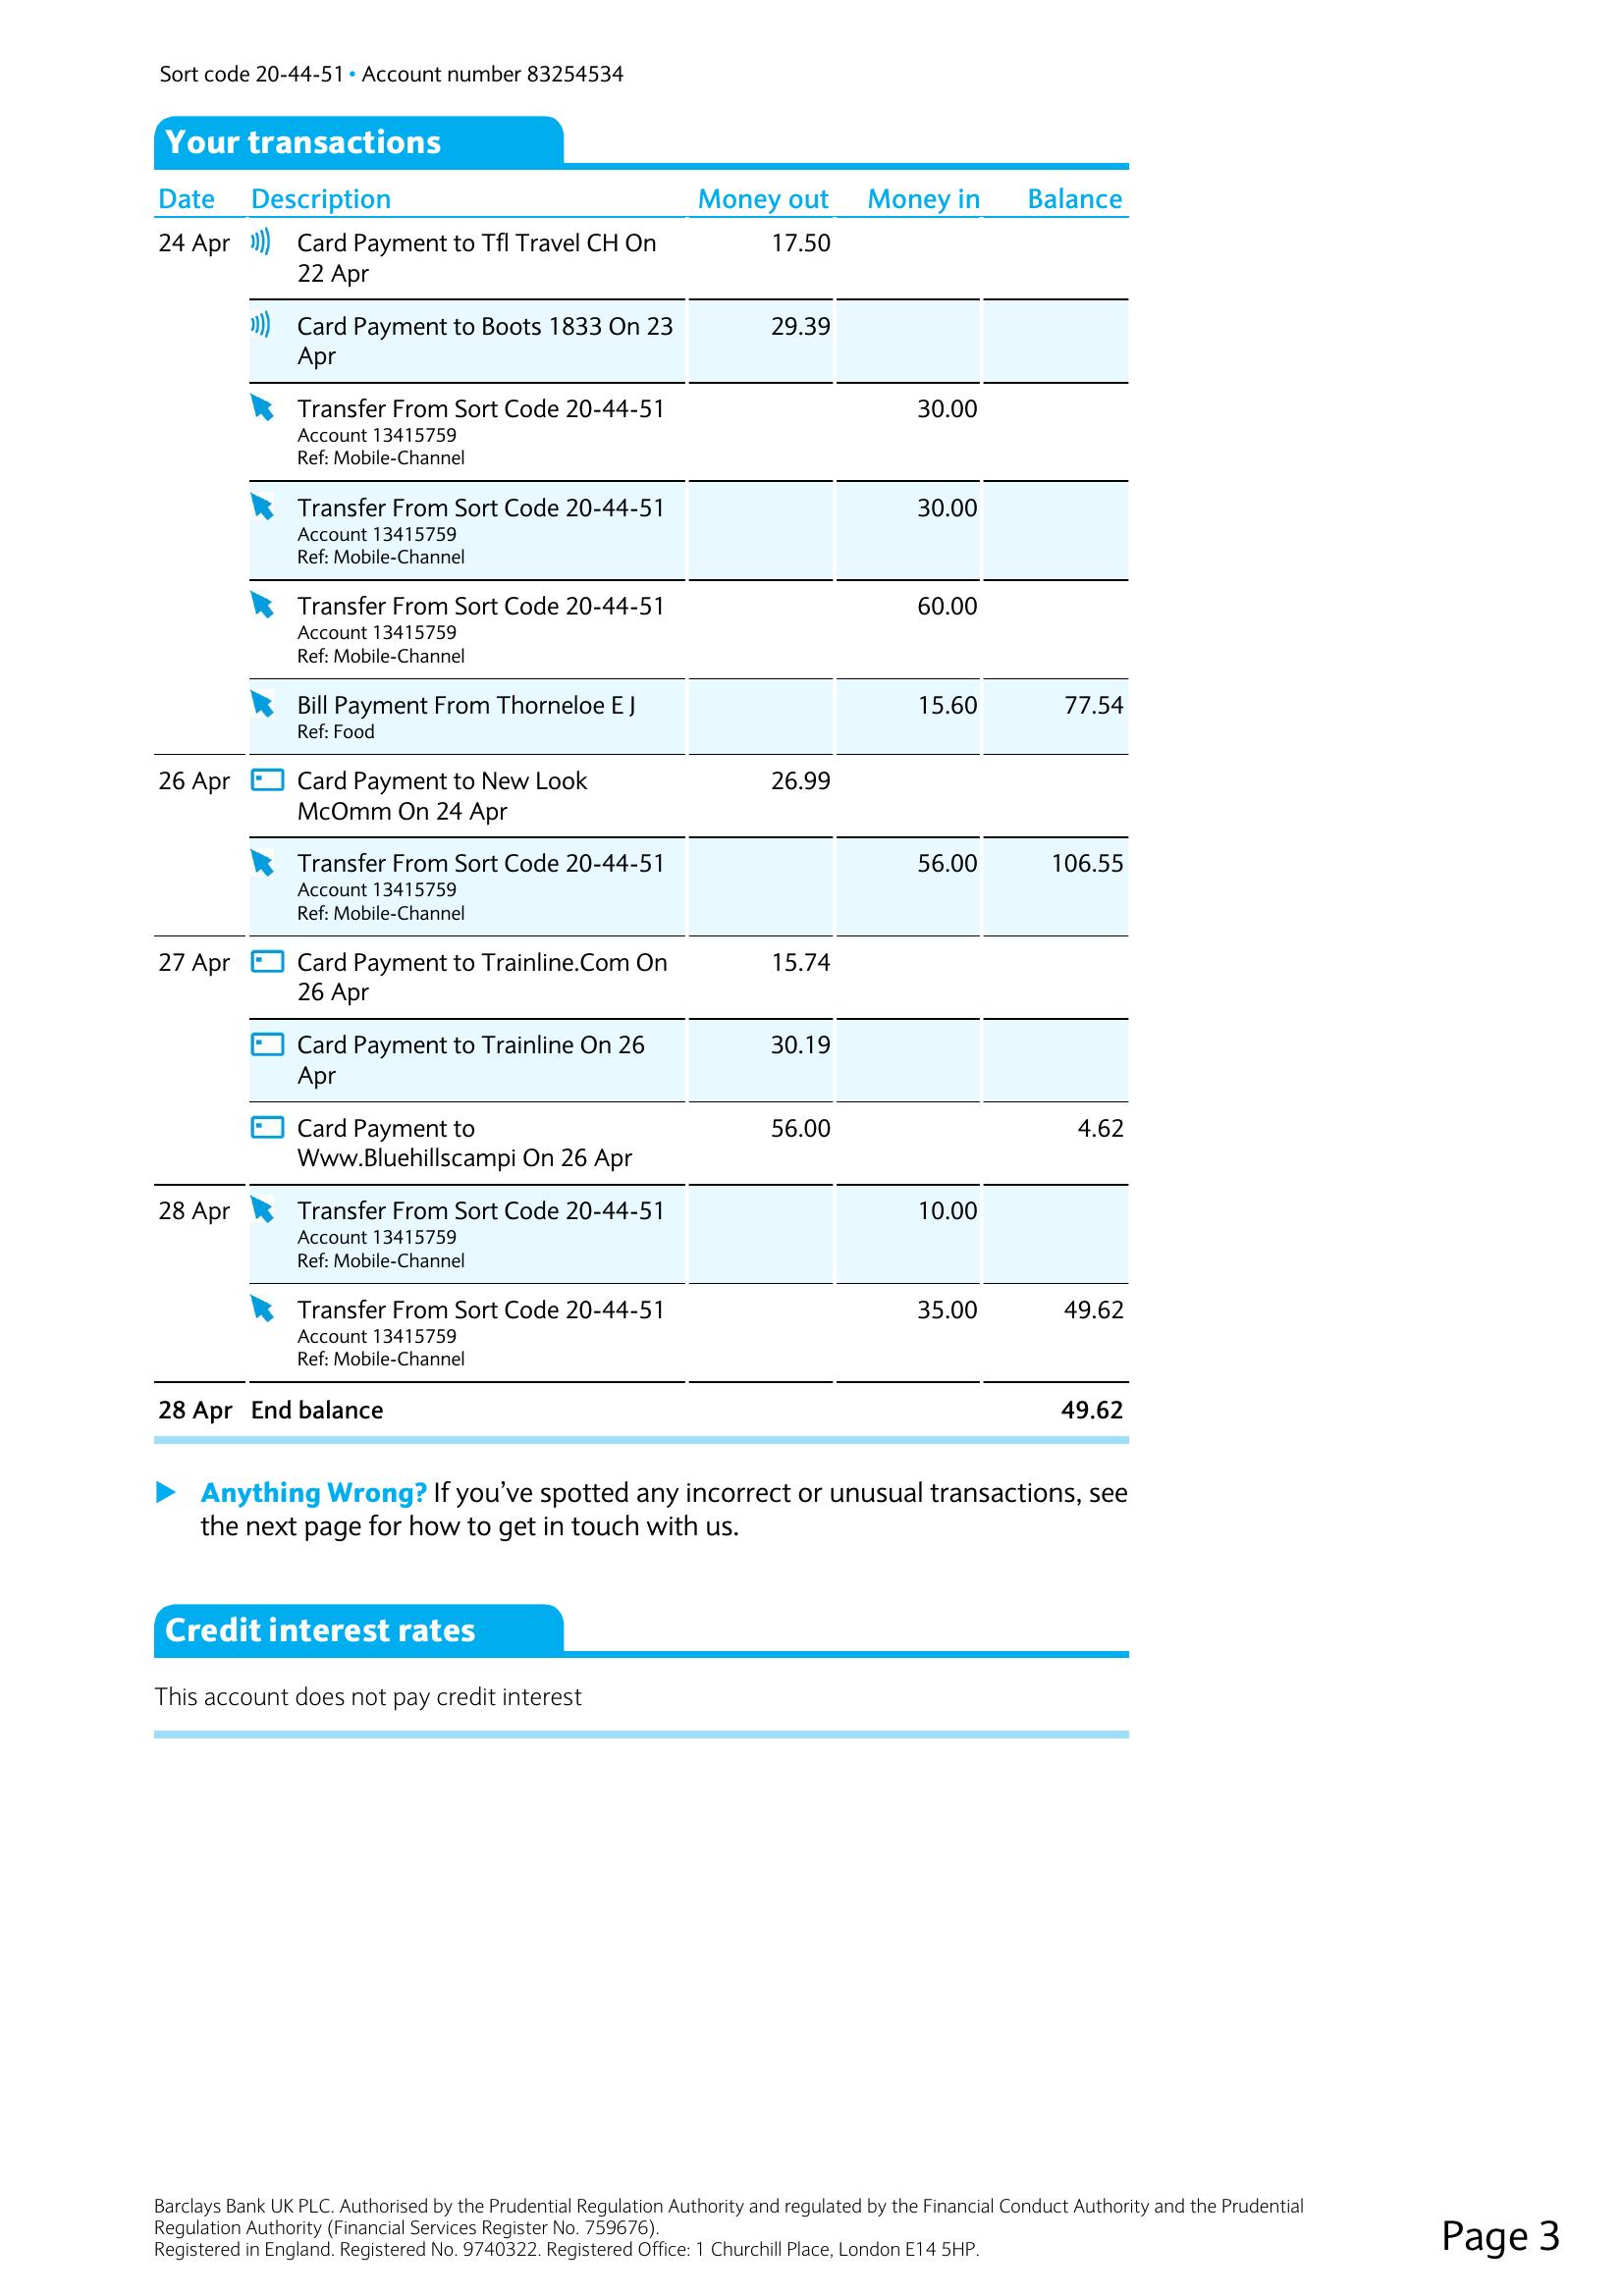 Sort code 20-44-51 • Account number 83254534
Your transactions
Date Description Money out Money in Balance
24 Apr Card Payment to Tfl Travel CH On 17.50
22 Apr
Card Payment to Boots 1833 On 23 29.39
Apr
Transfer From Sort Code 20-44-51 30.00
Account 13415759
Ref: Mobile-Channel
Transfer From Sort Code 20-44-51 30.00
Account 13415759
Ref: Mobile-Channel
Transfer From Sort Code 20-44-51 60.00
Account 13415759
Ref: Mobile-Channel
Bill Payment From Thorneloe E J 15.60 77.54
Ref: Food
26 Apr Card Payment to New Look 26.99
McOmm On 24 Apr
Transfer From Sort Code 20-44-51 56.00 106.55
Account 13415759
Ref: Mobile-Channel
27 Apr Card Payment to Trainline.Com On 15.74
26 Apr
Card Payment to Trainline On 26 30.19
Apr
Card Payment to 56.00 4.62
Www.Bluehillscampi On 26 Apr
28 Apr Transfer From Sort Code 20-44-51 10.00
Account 13415759
Ref: Mobile-Channel
Transfer From Sort Code 20-44-51 35.00 49.62
Account 13415759
Ref: Mobile-Channel
28 Apr End balance 49.62
Anything Wrong? If you’ve spotted any incorrect or unusual transactions, see
the next page for how to get in touch with us.
Credit interest rates
This account does not pay credit interest
Barclays Bank UK PLC. Authorised by the Prudential Regulation Authority and regulated by the Financial Conduct Authority and the Prudential
Regulation Authority (Financial Services Register No. 759676).
Registered in England. Registered No. 9740322. Registered Office: 1 Churchill Place, London E14 5HP.
Page 3